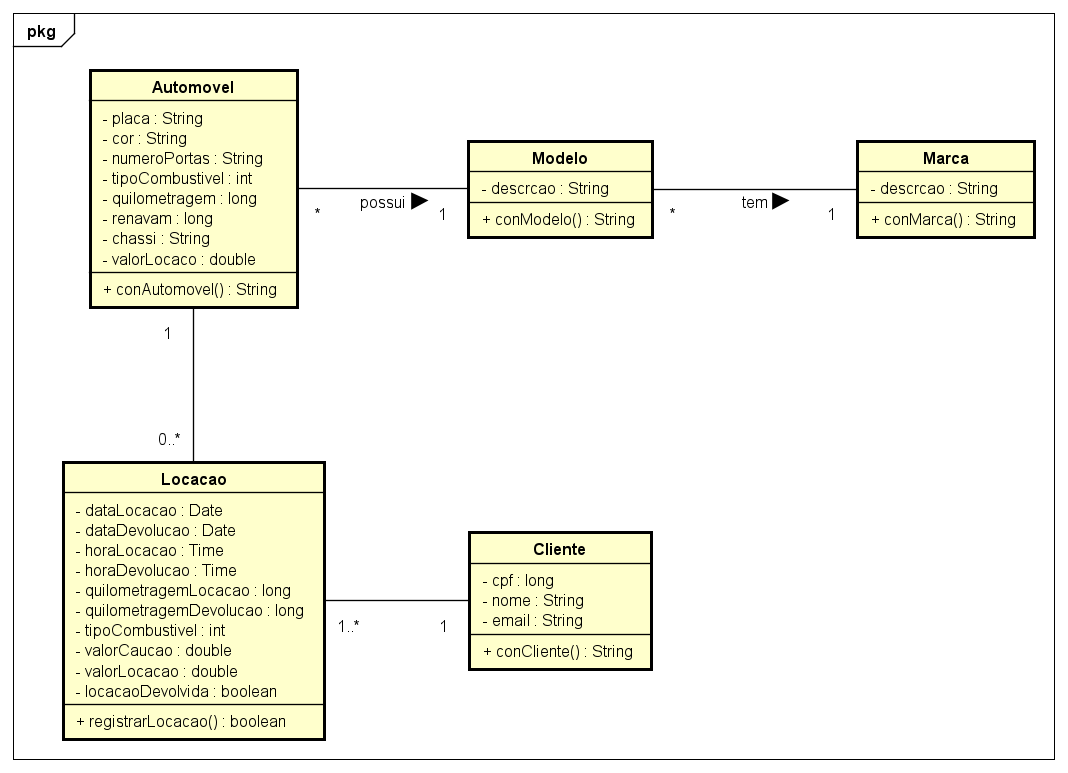 pkg
Automovel
- placa : String
- cor : String
- numeroPortas : String
- tipoCombustivel : int
- quilometragem : long
- renavam : long
- chassi : String
- valorLocaco : double
+ conAutomovel() : String
*
possui
1
Modelo
- descrcao : String
+ conModelo() : String
*
tem
1
Marca
- descrcao : String
+ conMarca() : String
1
0..*
Locacao
- dataLocacao : Date
- dataDevolucao : Date
- horaLocacao : Time
- horaDevolucao : Time
- quilometragemLocacao : long
- quilometragemDevolucao : long
- tipoCombustivel : int
- valorCaucao : double
- valorLocacao : double
- locacaoDevolvida : boolean
+ registrarLocacao() : boolean
1..*
1
Cliente
- cpf : long
- nome : String
- email : String
+ conCliente() : String